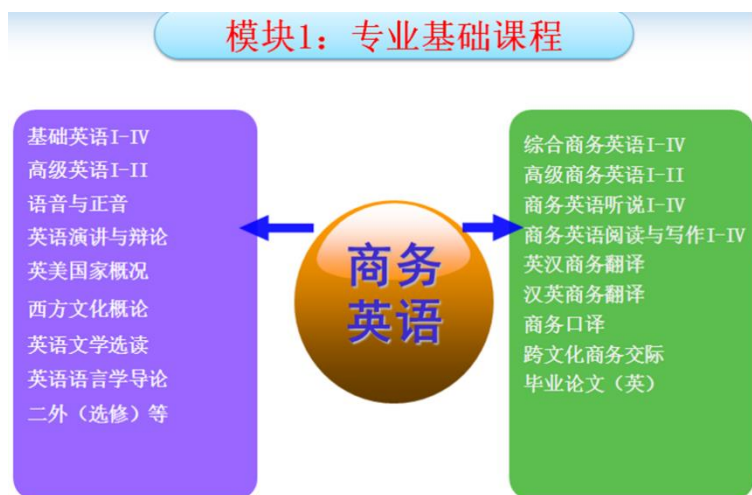 模块1：专业基础课程
基础英语I-IV
高级英语I-II
语音与正音
英语演讲与辩论
英美国家概况
西方文化概论
英语文学选读
英语语言学导论
二外（选修）等
商务
英语
综合商务英语I-IV
高级商务英语I-II
商务英语听说I-IV
商务英语阅读与写作I-IV
英汉商务翻译
汉英商务翻译
商务口译
跨文化商务交际
毕业论文（英）